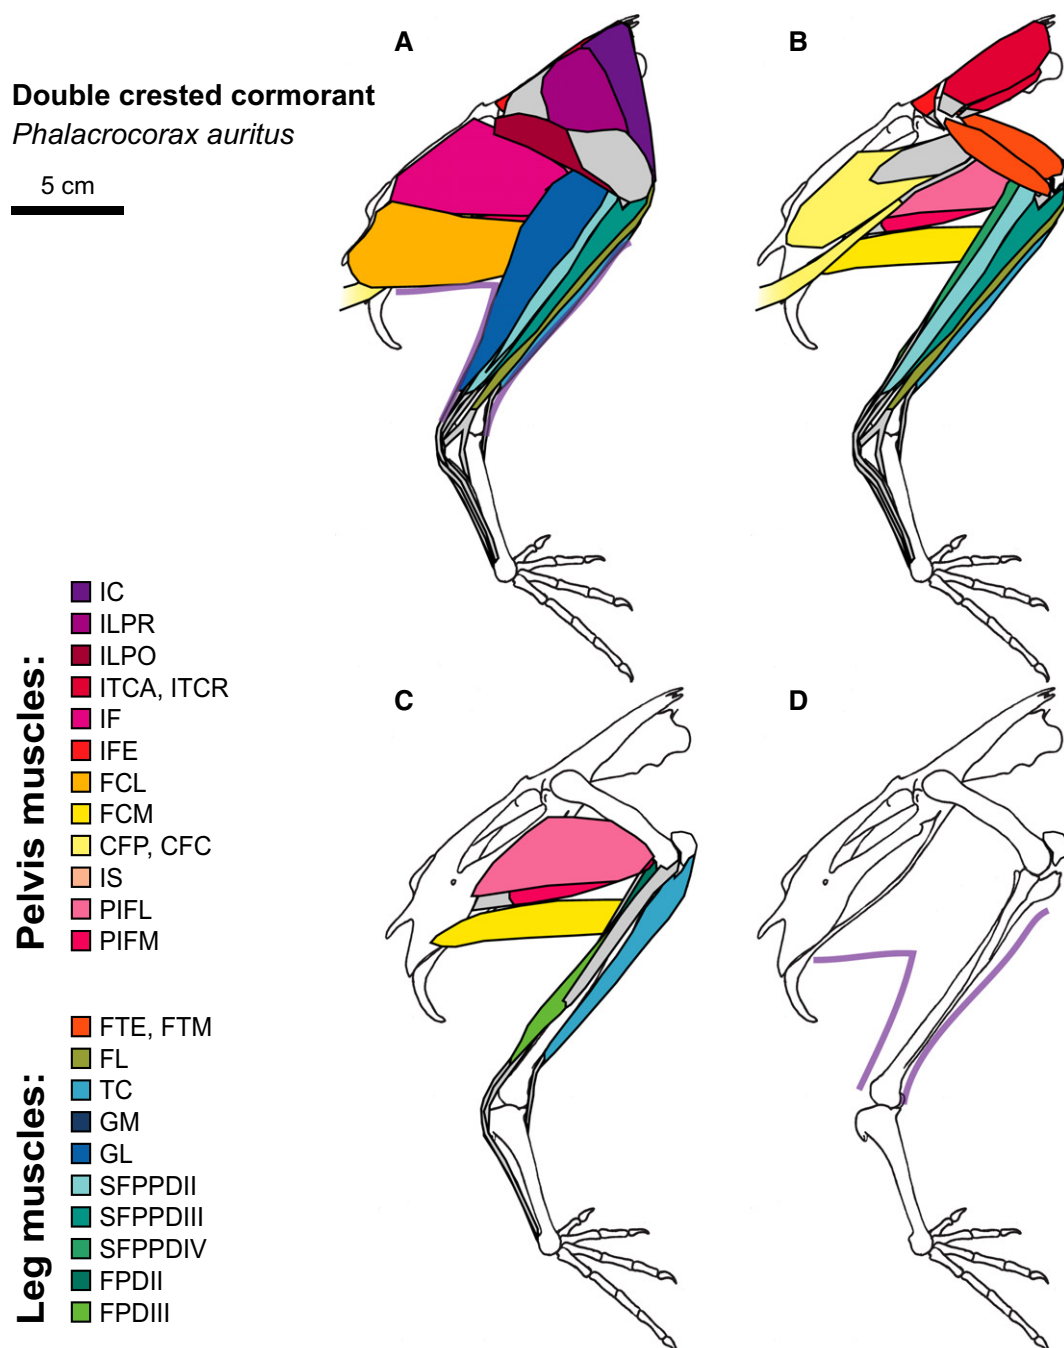 A
B
Double crested cormorant
Phalacrocorax auritus
5 cm
Pelvis muscles:
IC
ILPR
ILPO
ITCA, ITCR
IF
IFE
FCL
FCM
CFP, CFC
IS
PIFL
PIFM
C
D
Leg muscles:
FTE, FTM
FL
TC
GM
GL
SFPPDII
SFPPDIII
SFPPDIV
FPDII
FPDIII